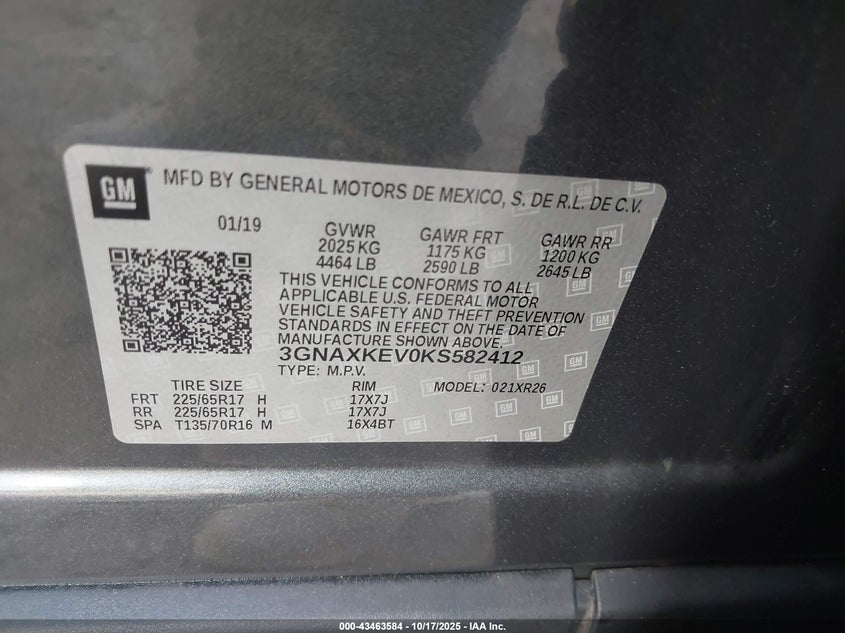 GM
MFD BY GENERAL MOTORS DE MEXICO, S. DE R.L. DE C.V.
01/19
GVWR GAWR FRT GAWR RR
2025 KG 1175 KG 1200 KG
4464 LB 2590 LB 2645 LB
THIS VEHICLE CONFORMS TO ALL
APPLICABLE U.S. FEDERAL MOTOR
VEHICLE SAFETY AND THEFT PREVENTION
STANDARDS IN EFFECT ON THE DATE OF
MANUFACTURE SHOWN ABOVE.
3GNAXKEV0KS582412
TYPE: M.P.V. MODEL: 021XR26
TIRE SIZE RIM
FRT 225/65R17 H 17X7J
RR 225/65R17 H 17X7J
SPA T135/70R16 M 16X4BT
000-43463584 - 10/17/2025 - IAA Inc.